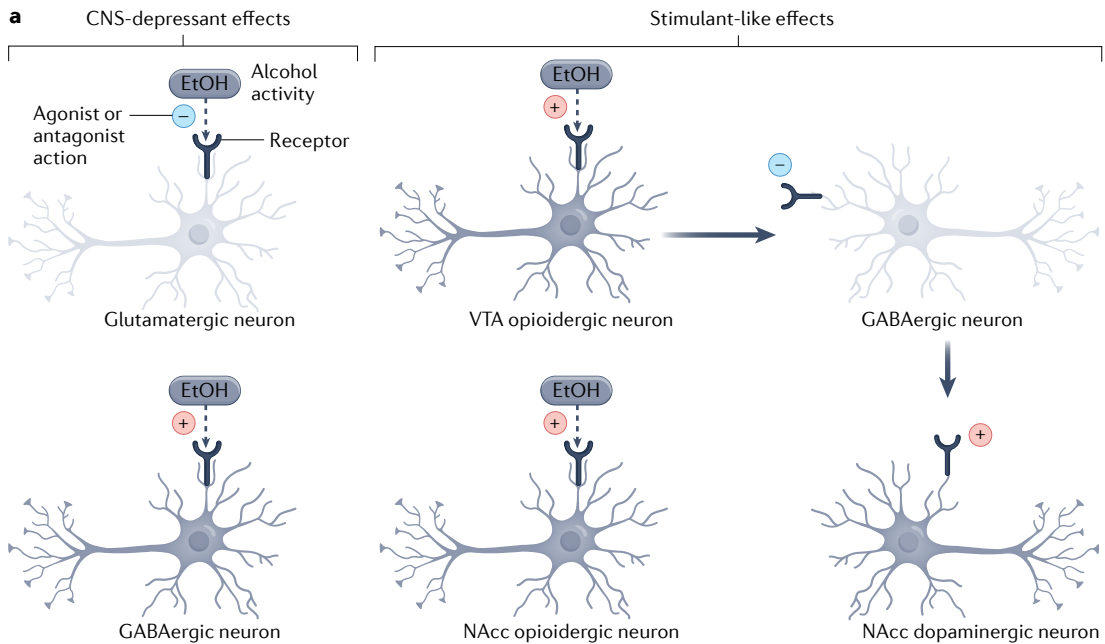 a
CNS-depressant effects
Stimulant-like effects
EtOH
Alcohol
activity
−
Agonist or
antagonist
action
Receptor
Glutamatergic neuron
EtOH
+
VTA opioidergic neuron
−
GABAergic neuron
EtOH
+
GABAergic neuron
EtOH
+
NAcc opioidergic neuron
+
NAcc dopaminergic neuron